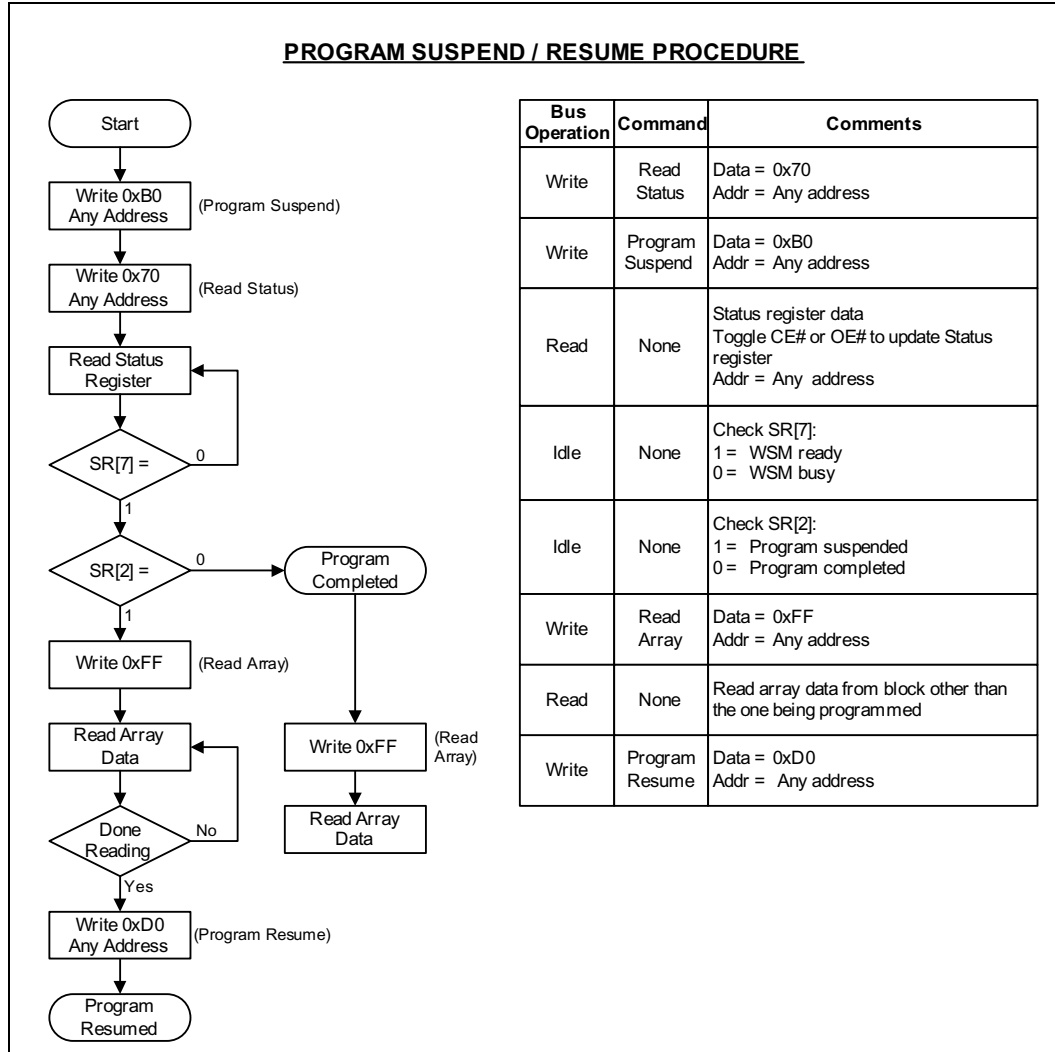 PROGRAM SUSPEND / RESUME PROCEDURE
Start
Write 0xB0
Any Address
(Program Suspend)
Write 0x70
Any Address
(Read Status)
Read Status
Register
SR[7] =
0
1
SR[2] =
0
1
Program
Completed
Write 0xFF
(Read Array)
Read Array
Data
Write 0xFF
(Read
Array)
Read Array
Data
Done
Reading
No
Yes
Write 0xD0
Any Address
(Program Resume)
Program
Resumed
Bus
Operation
Command
Comments
Write
Read
Status
Data = 0x70
Addr = Any address
Write
Program
Suspend
Data = 0xB0
Addr = Any address
Read
None
Status register data
Toggle CE# or OE# to update Status
register
Addr = Any address
Idle
None
Check SR[7]:
1 = WSM ready
0 = WSM busy
Idle
None
Check SR[2]:
1 = Program suspended
0 = Program completed
Write
Read
Array
Data = 0xFF
Addr = Any address
Read
None
Read array data from block other than
the one being programmed
Write
Program
Resume
Data = 0xD0
Addr = Any address